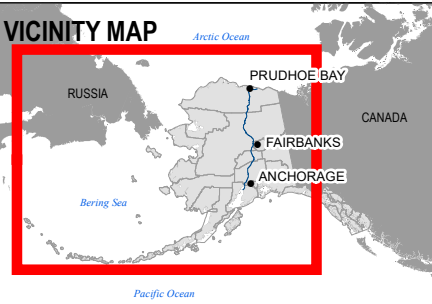 VICINITY MAP
Arctic Ocean
PRUDHOE BAY
RUSSIA
CANADA
FAIRBANKS
ANCHORAGE
Bering Sea
Pacific Ocean